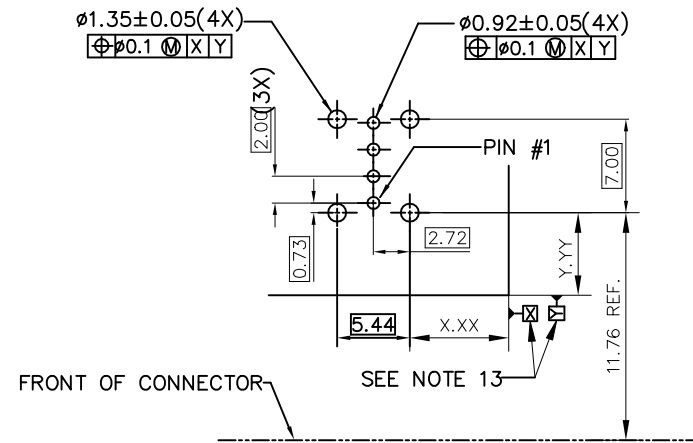 ø1.35±0.05(4X)
⌖ ø0.1 Ⓜ X Y
ø0.92±0.05(4X)
⌖ ø0.1 Ⓜ X Y
2.00(3X)
PIN #1
7.00
0.73
2.72
Y.YY
5.44
X.XX
X
Y
11.76 REF.
FRONT OF CONNECTOR
SEE NOTE 13